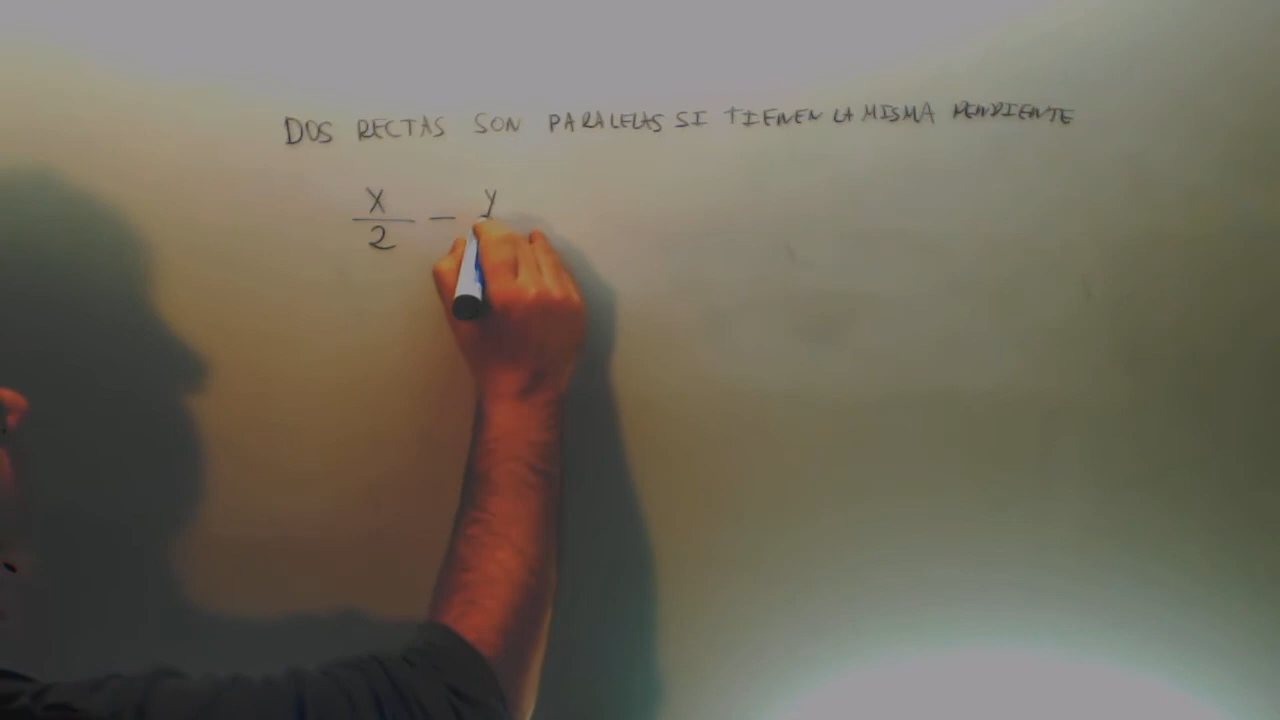 DOS RECTAS SON PARALELAS SI TIENEN LA MISMA PENDIENTE
x/2 - y